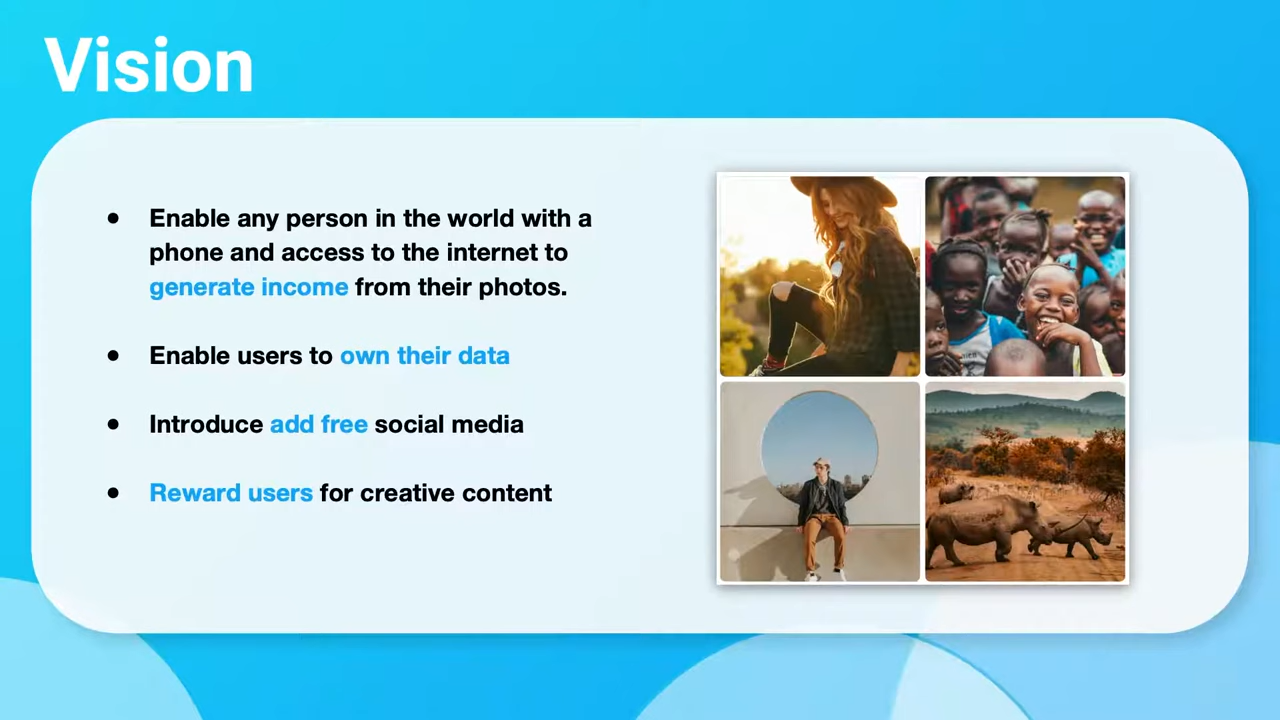 Vision
• Enable any person in the world with a
phone and access to the internet to
generate income from their photos.
• Enable users to own their data
• Introduce add free social media
• Reward users for creative content